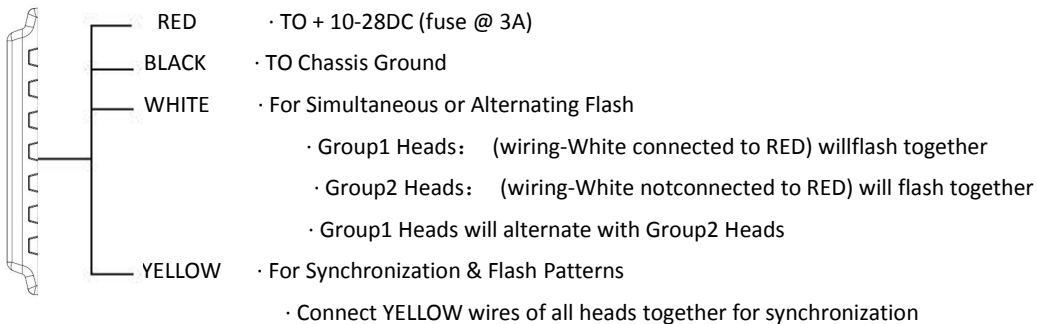 RED · TO + 10-28DC (fuse @ 3A)
BLACK · TO Chassis Ground
WHITE · For Simultaneous or Alternating Flash
· Group1 Heads： (wiring-White connected to RED) willflash together
· Group2 Heads： (wiring-White notconnected to RED) will flash together
· Group1 Heads will alternate with Group2 Heads
YELLOW · For Synchronization & Flash Patterns
· Connect YELLOW wires of all heads together for synchronization